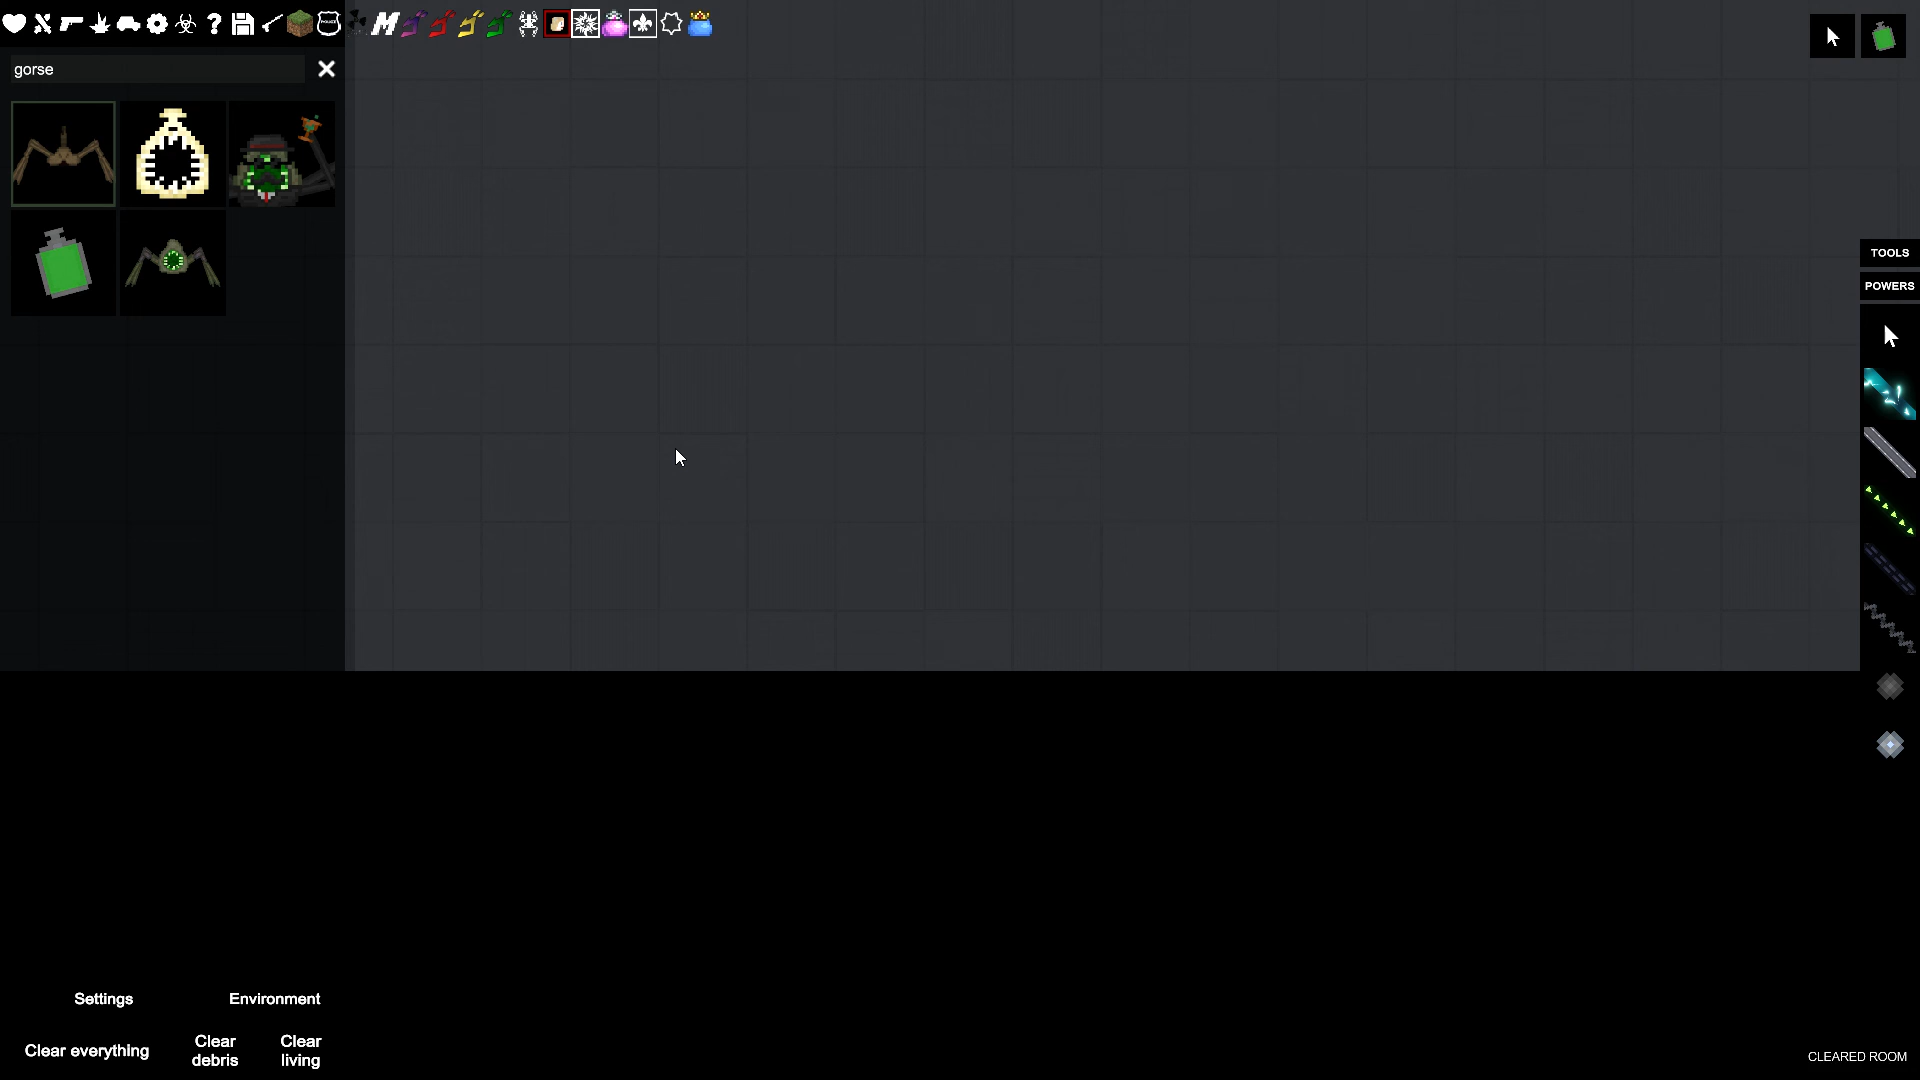 gorse
TOOLS
POWERS
Settings
Environment
Clear everything
Clear
debris
Clear
living
CLEARED ROOM